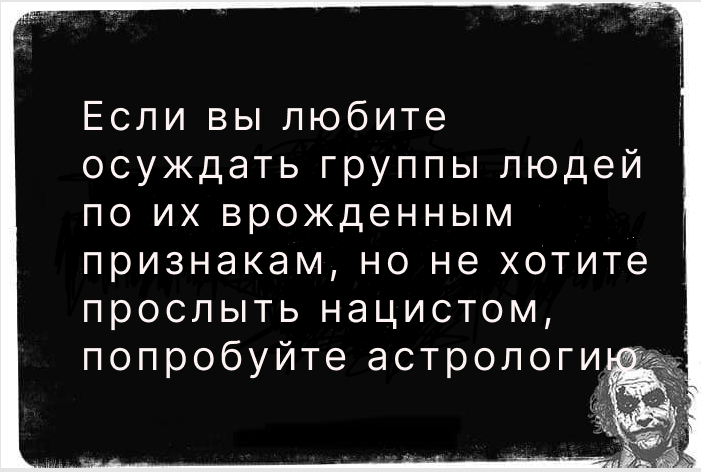 Если вы любите
осуждать группы людей
по их врожденным
признакам, но не хотите
прослыть нацистом,
попробуйте астрологию